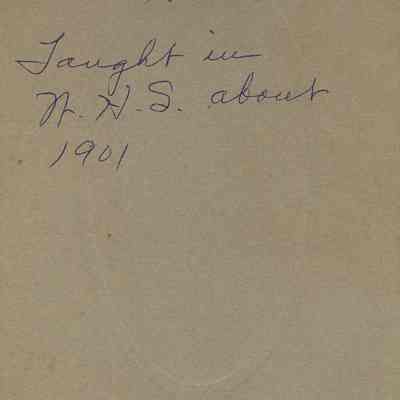 Taught in
N. H. S. about
1901